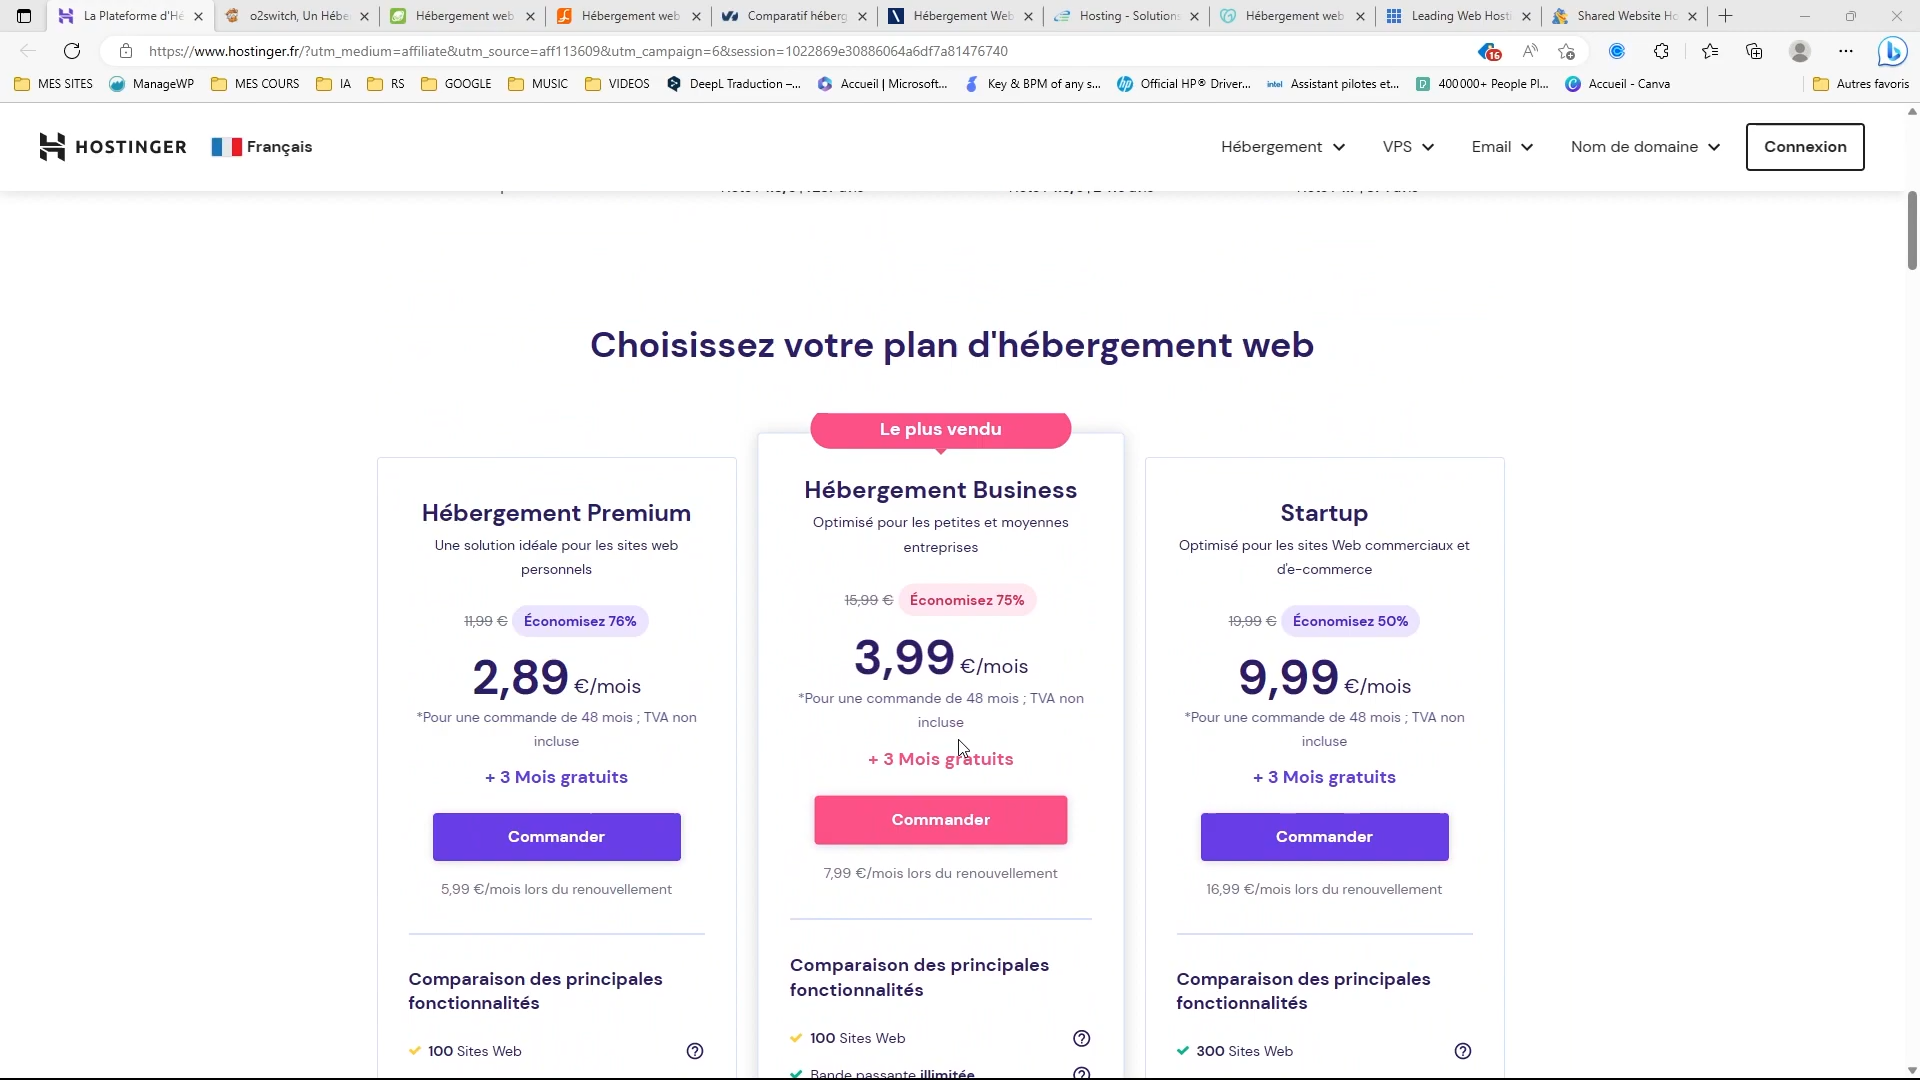 La Plateforme d'Hé
o2switch, Un Hébe
Hébergement web
Hébergement web
Comparatif héberg
Hébergement Web
Hosting - Solutions
Hébergement web
Leading Web Hosti
Shared Website Ho
https://www.hostinger.fr/?utm_medium=affiliate&utm_source=aff113609&utm_campaign=6&session=1022869e30886064a6df7a81476740
16
MES SITES
ManageWP
MES COURS
IA
RS
GOOGLE
MUSIC
VIDEOS
DeepL Traduction –...
Accueil | Microsoft...
Key & BPM of any s...
Official HP® Driver...
Assistant pilotes et...
400 000+ People Pl...
Accueil - Canva
Autres favoris
HOSTINGER
Français
Hébergement
VPS
Email
Nom de domaine
Connexion
Choisissez votre plan d'hébergement web
Hébergement Premium
Une solution idéale pour les sites web
personnels
11,99 € Économisez 76%
2,89 €/mois
*Pour une commande de 48 mois ; TVA non
incluse
+ 3 Mois gratuits
Commander
5,99 €/mois lors du renouvellement
Comparaison des principales
fonctionnalités
100 Sites Web
Le plus vendu
Hébergement Business
Optimisé pour les petites et moyennes
entreprises
15,99 € Économisez 75%
3,99 €/mois
*Pour une commande de 48 mois ; TVA non
incluse
+ 3 Mois gratuits
Commander
7,99 €/mois lors du renouvellement
Comparaison des principales
fonctionnalités
100 Sites Web
Bande passante illimitée
Startup
Optimisé pour les sites Web commerciaux et
d'e-commerce
19,99 € Économisez 50%
9,99 €/mois
*Pour une commande de 48 mois ; TVA non
incluse
+ 3 Mois gratuits
Commander
16,99 €/mois lors du renouvellement
Comparaison des principales
fonctionnalités
300 Sites Web